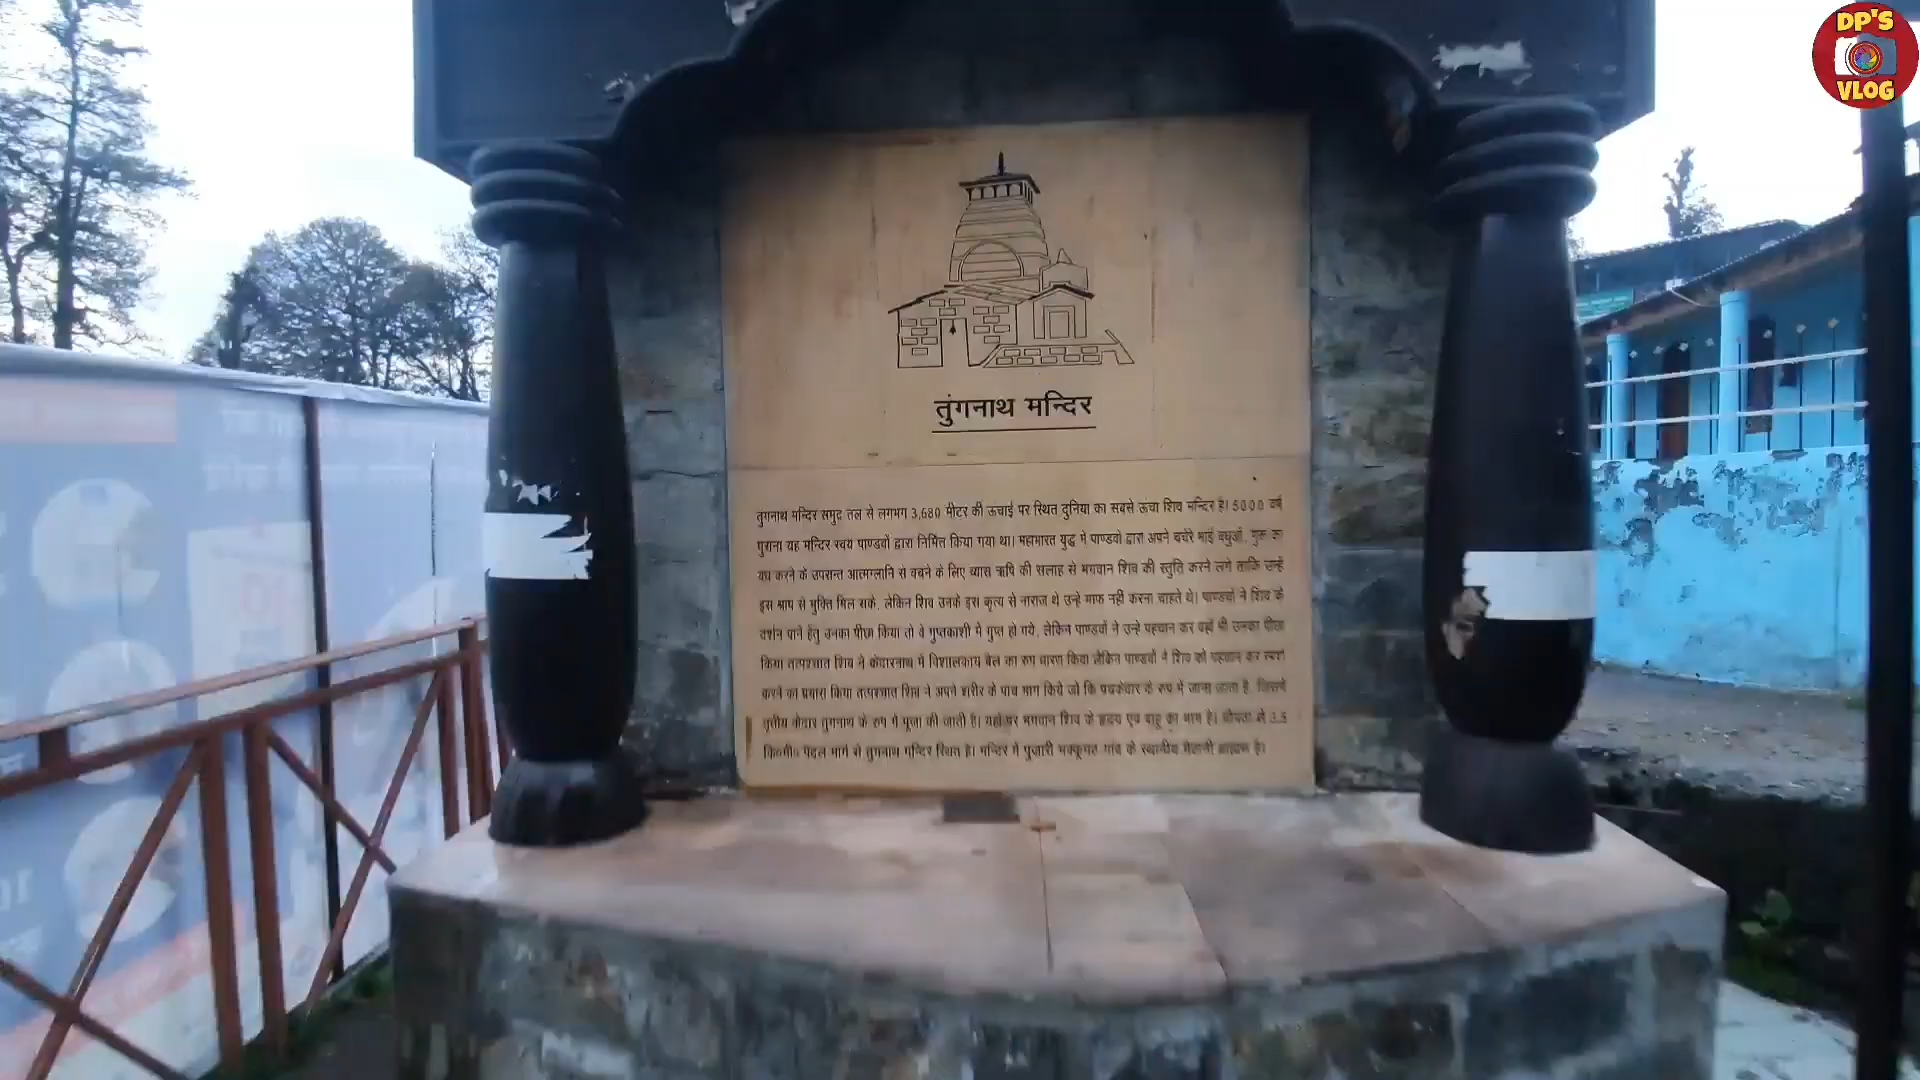 DP'S
VLOG
तुंगनाथ मन्दिर
तुगनाथ मन्दिर समुद्र तल से लगभग 3,680 मीटर की ऊंचाई पर स्थित दुनिया का सबसे ऊंचा शिव मन्दिर है। 5000 वर्ष
पुराना यह मन्दिर स्वयं पाण्डवों द्वारा निर्मित किया गया था। महाभारत युद्ध मे पाण्डवो द्वारा अपने चचेरे भाई बंधुओं, गुरू का
वध करने के उपरान्त आत्मग्लानि से बचने के लिए व्यास ऋषि की सलाह से भगवान शिव की स्तुति करने लगे ताकि उन्हें
इस श्राप से मुक्ति मिल सके, लेकिन शिव उनके इस कृत्य से नाराज थे उन्हे माफ नहीं करना चाहते थे। पाण्डवों ने शिव के
दर्शन पाने हेतु उनका पीछा किया तो वे गुप्तकाशी मे गुप्त हो गये, लेकिन पाण्डवों ने उन्हे पहचान कर वहाँ भी उनका पीछा
किया तत्पश्चात शिव ने केदारनाथ में विशालकाय बैल का रुप धारण किया लेकिन पाण्डवों ने शिव को पहचान कर स्पर्श
करने का प्रयास किया तत्पश्चात शिव ने अपने शरीर के पांच भाग किये जो कि पंचकेदार के रुप में जाना जाता है, जिसमे
तृतीय केदार तुगनाथ के रुप में पूजा की जाती है। यहाँ पर भगवान शिव के हृदय एवं बाहू का भाग है। चौपता से 3.5
कि०मी० पैदल मार्ग से तुगनाथ मन्दिर स्थित है। मन्दिर में पुजारी मक्कूमठ गांव के स्थानीय मैठाणी ब्राह्मण है।